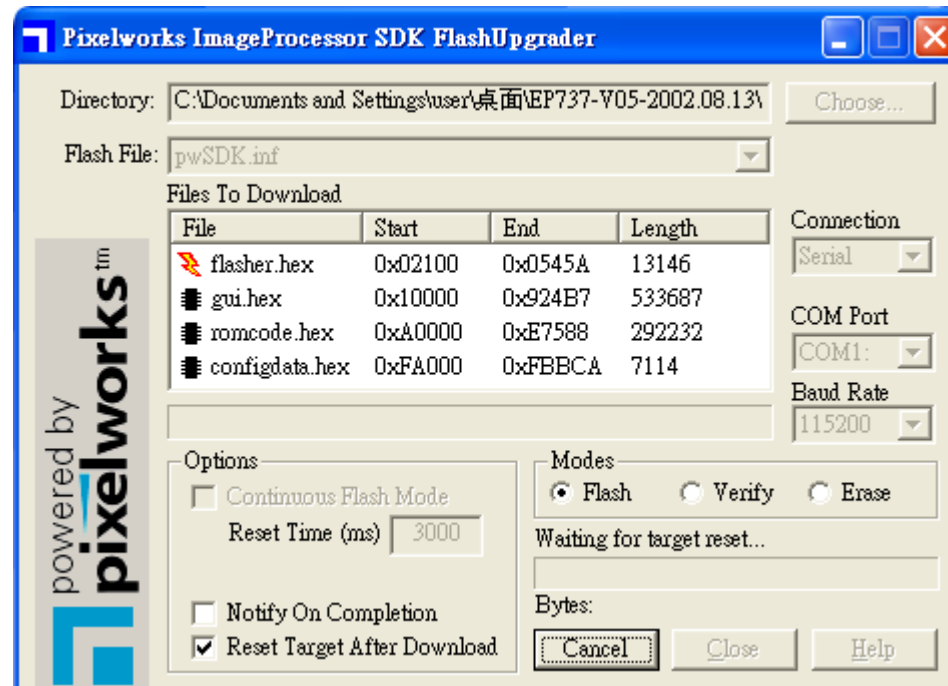 Pixelworks ImageProcessor SDK FlashUpgrader
Directory: C:\Documents and Settings\user\桌面\EP737-V05-2002.08.13\ Choose...
Flash File: pwSDK.inf
Files To Download
File Start End Length
flasher.hex 0x02100 0x0545A 13146
gui.hex 0x10000 0x924B7 533687
romcode.hex 0xA0000 0xE7588 292232
configdata.hex 0xFA000 0xFBBCA 7114
Connection
Serial
COM Port
COM1:
Baud Rate
115200
powered by
pixelworks™
Options
Continuous Flash Mode
Reset Time (ms) 3000
Notify On Completion
Reset Target After Download
Modes
Flash Verify Erase
Waiting for target reset...
Bytes:
Cancel Close Help